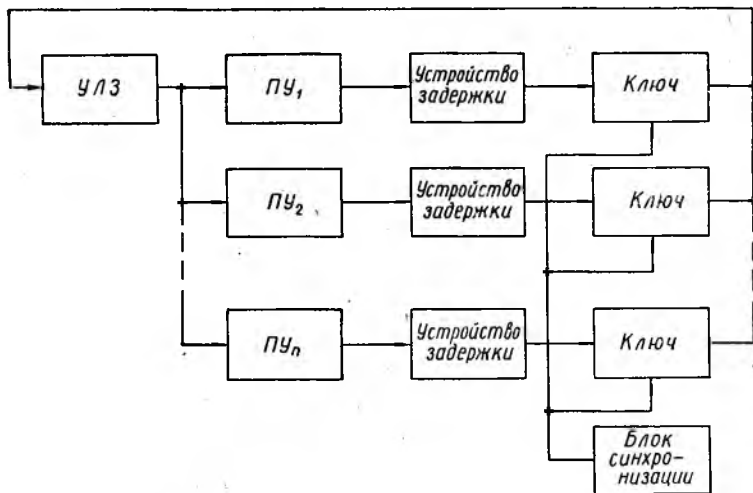 УЛЗ
ПУ₁
Устройство
задержки
Ключ
ПУ₂
Устройство
задержки
Ключ
ПУₙ
Устройство
задержки
Ключ
Блок
синхро-
низации